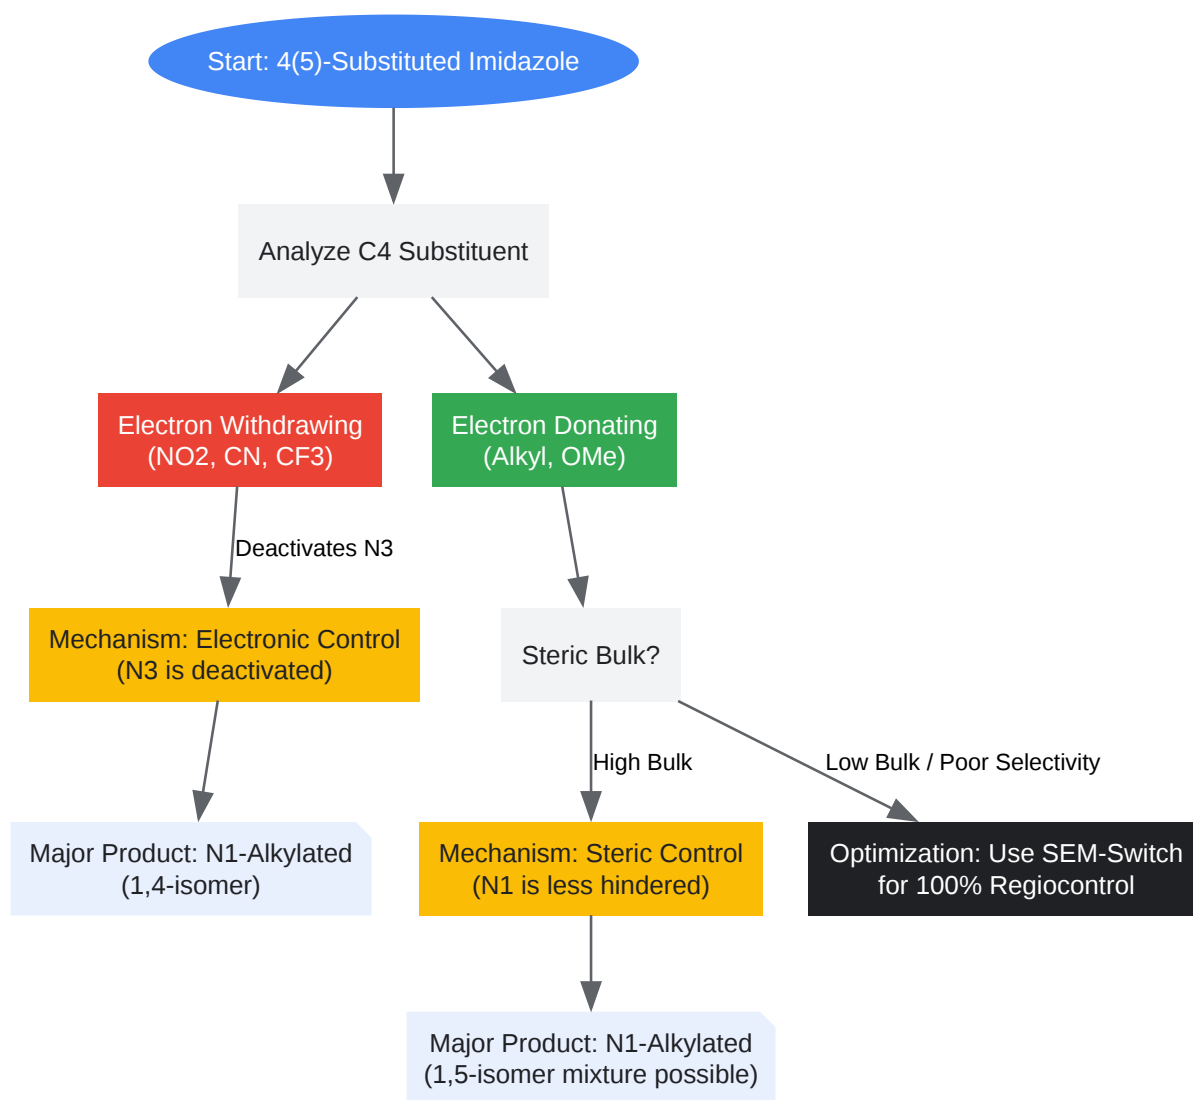 Start: 4(5)-Substituted Imidazole
Analyze C4 Substituent
Electron Withdrawing
(NO2, CN, CF3)
Electron Donating
(Alkyl, OMe)
Deactivates N3
Mechanism: Electronic Control
(N3 is deactivated)
Steric Bulk?
High Bulk
Low Bulk / Poor Selectivity
Major Product: N1-Alkylated
(1,4-isomer)
Mechanism: Steric Control
(N1 is less hindered)
Optimization: Use SEM-Switch
for 100% Regiocontrol
Major Product: N1-Alkylated
(1,5-isomer mixture possible)